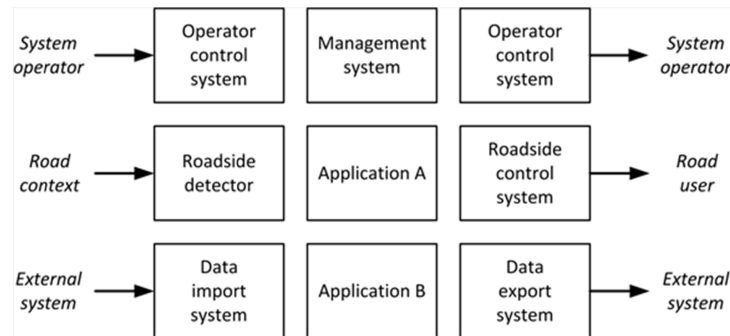 System
operator
Operator
control
system
Management
system
Operator
control
system
System
operator
Road
context
Roadside
detector
Application A
Roadside
control
system
Road
user
External
system
Data
import
system
Application B
Data
export
system
External
system